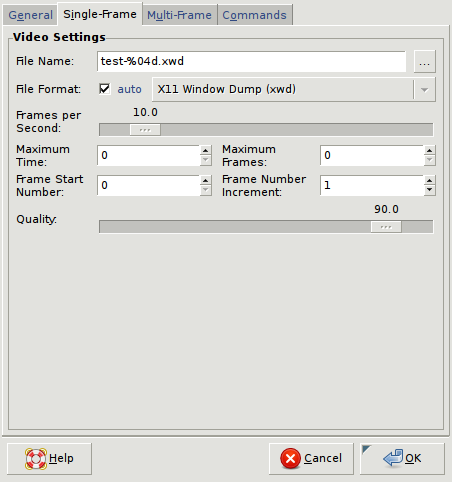 General Single-Frame Multi-Frame Commands
Video Settings
File Name: test-%04d.xwd ...
File Format: auto X11 Window Dump (xwd)
10.0
Frames per
Second:
Maximum
Time: 0
Maximum
Frames: 0
Frame Start
Number: 0
Frame Number
Increment: 1
90.0
Quality:
Help Cancel OK